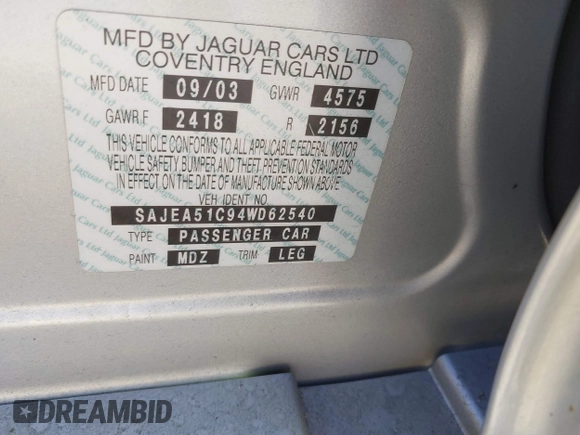 MFD BY JAGUAR CARS LTD
COVENTRY ENGLAND
MFD DATE 09/03 GVWR 4575
GAWR.F 2418 R 2156
THIS VEHICLE CONFORMS TO ALL APPLICABLE FEDERAL MOTOR
VEHICLE SAFETY BUMPER AND THEFT PREVENTION STANDARDS
IN EFFECT ON THE DATE OF MANUFACTURE SHOWN ABOVE
VEH IDENT NO.
SAJEA51C94WD62540
TYPE PASSENGER CAR
PAINT MDZ TRIM LEG
DREAMBID